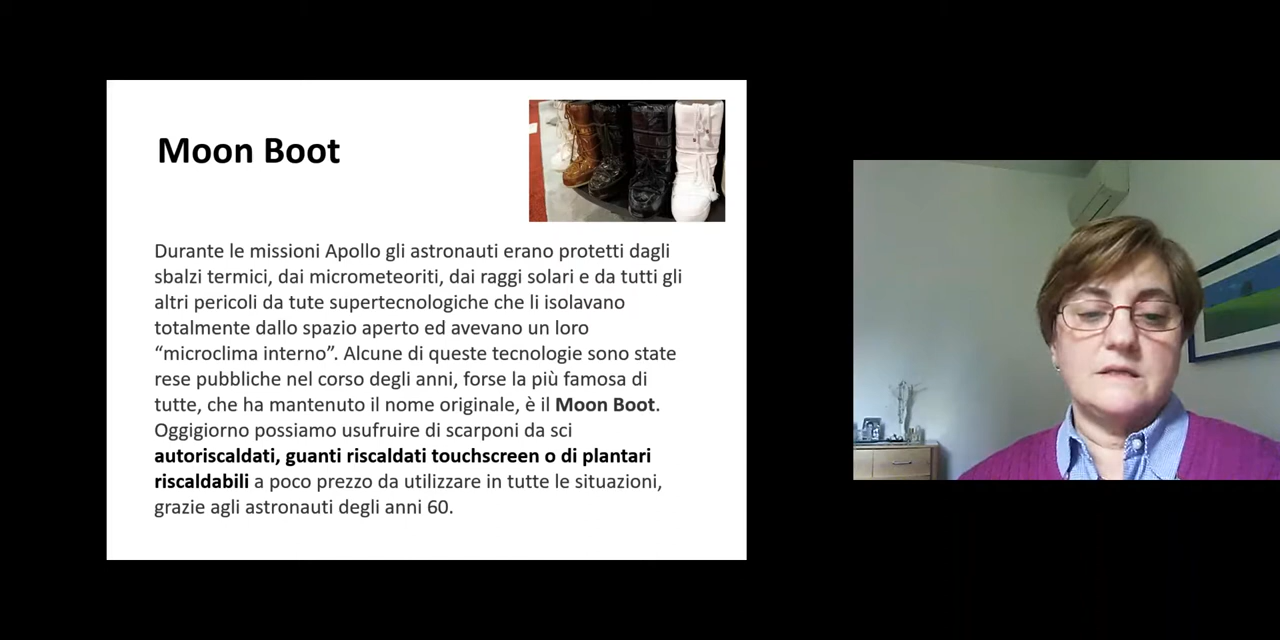 Moon Boot
Durante le missioni Apollo gli astronauti erano protetti dagli
sbalzi termici, dai micrometeoriti, dai raggi solari e da tutti gli
altri pericoli da tute supertecnologiche che li isolavano
totalmente dallo spazio aperto ed avevano un loro
“microclima interno”. Alcune di queste tecnologie sono state
rese pubbliche nel corso degli anni, forse la più famosa di
tutte, che ha mantenuto il nome originale, è il Moon Boot.
Oggigiorno possiamo usufruire di scarponi da sci
autoriscaldati, guanti riscaldati touchscreen o di plantari
riscaldabili a poco prezzo da utilizzare in tutte le situazioni,
grazie agli astronauti degli anni 60.